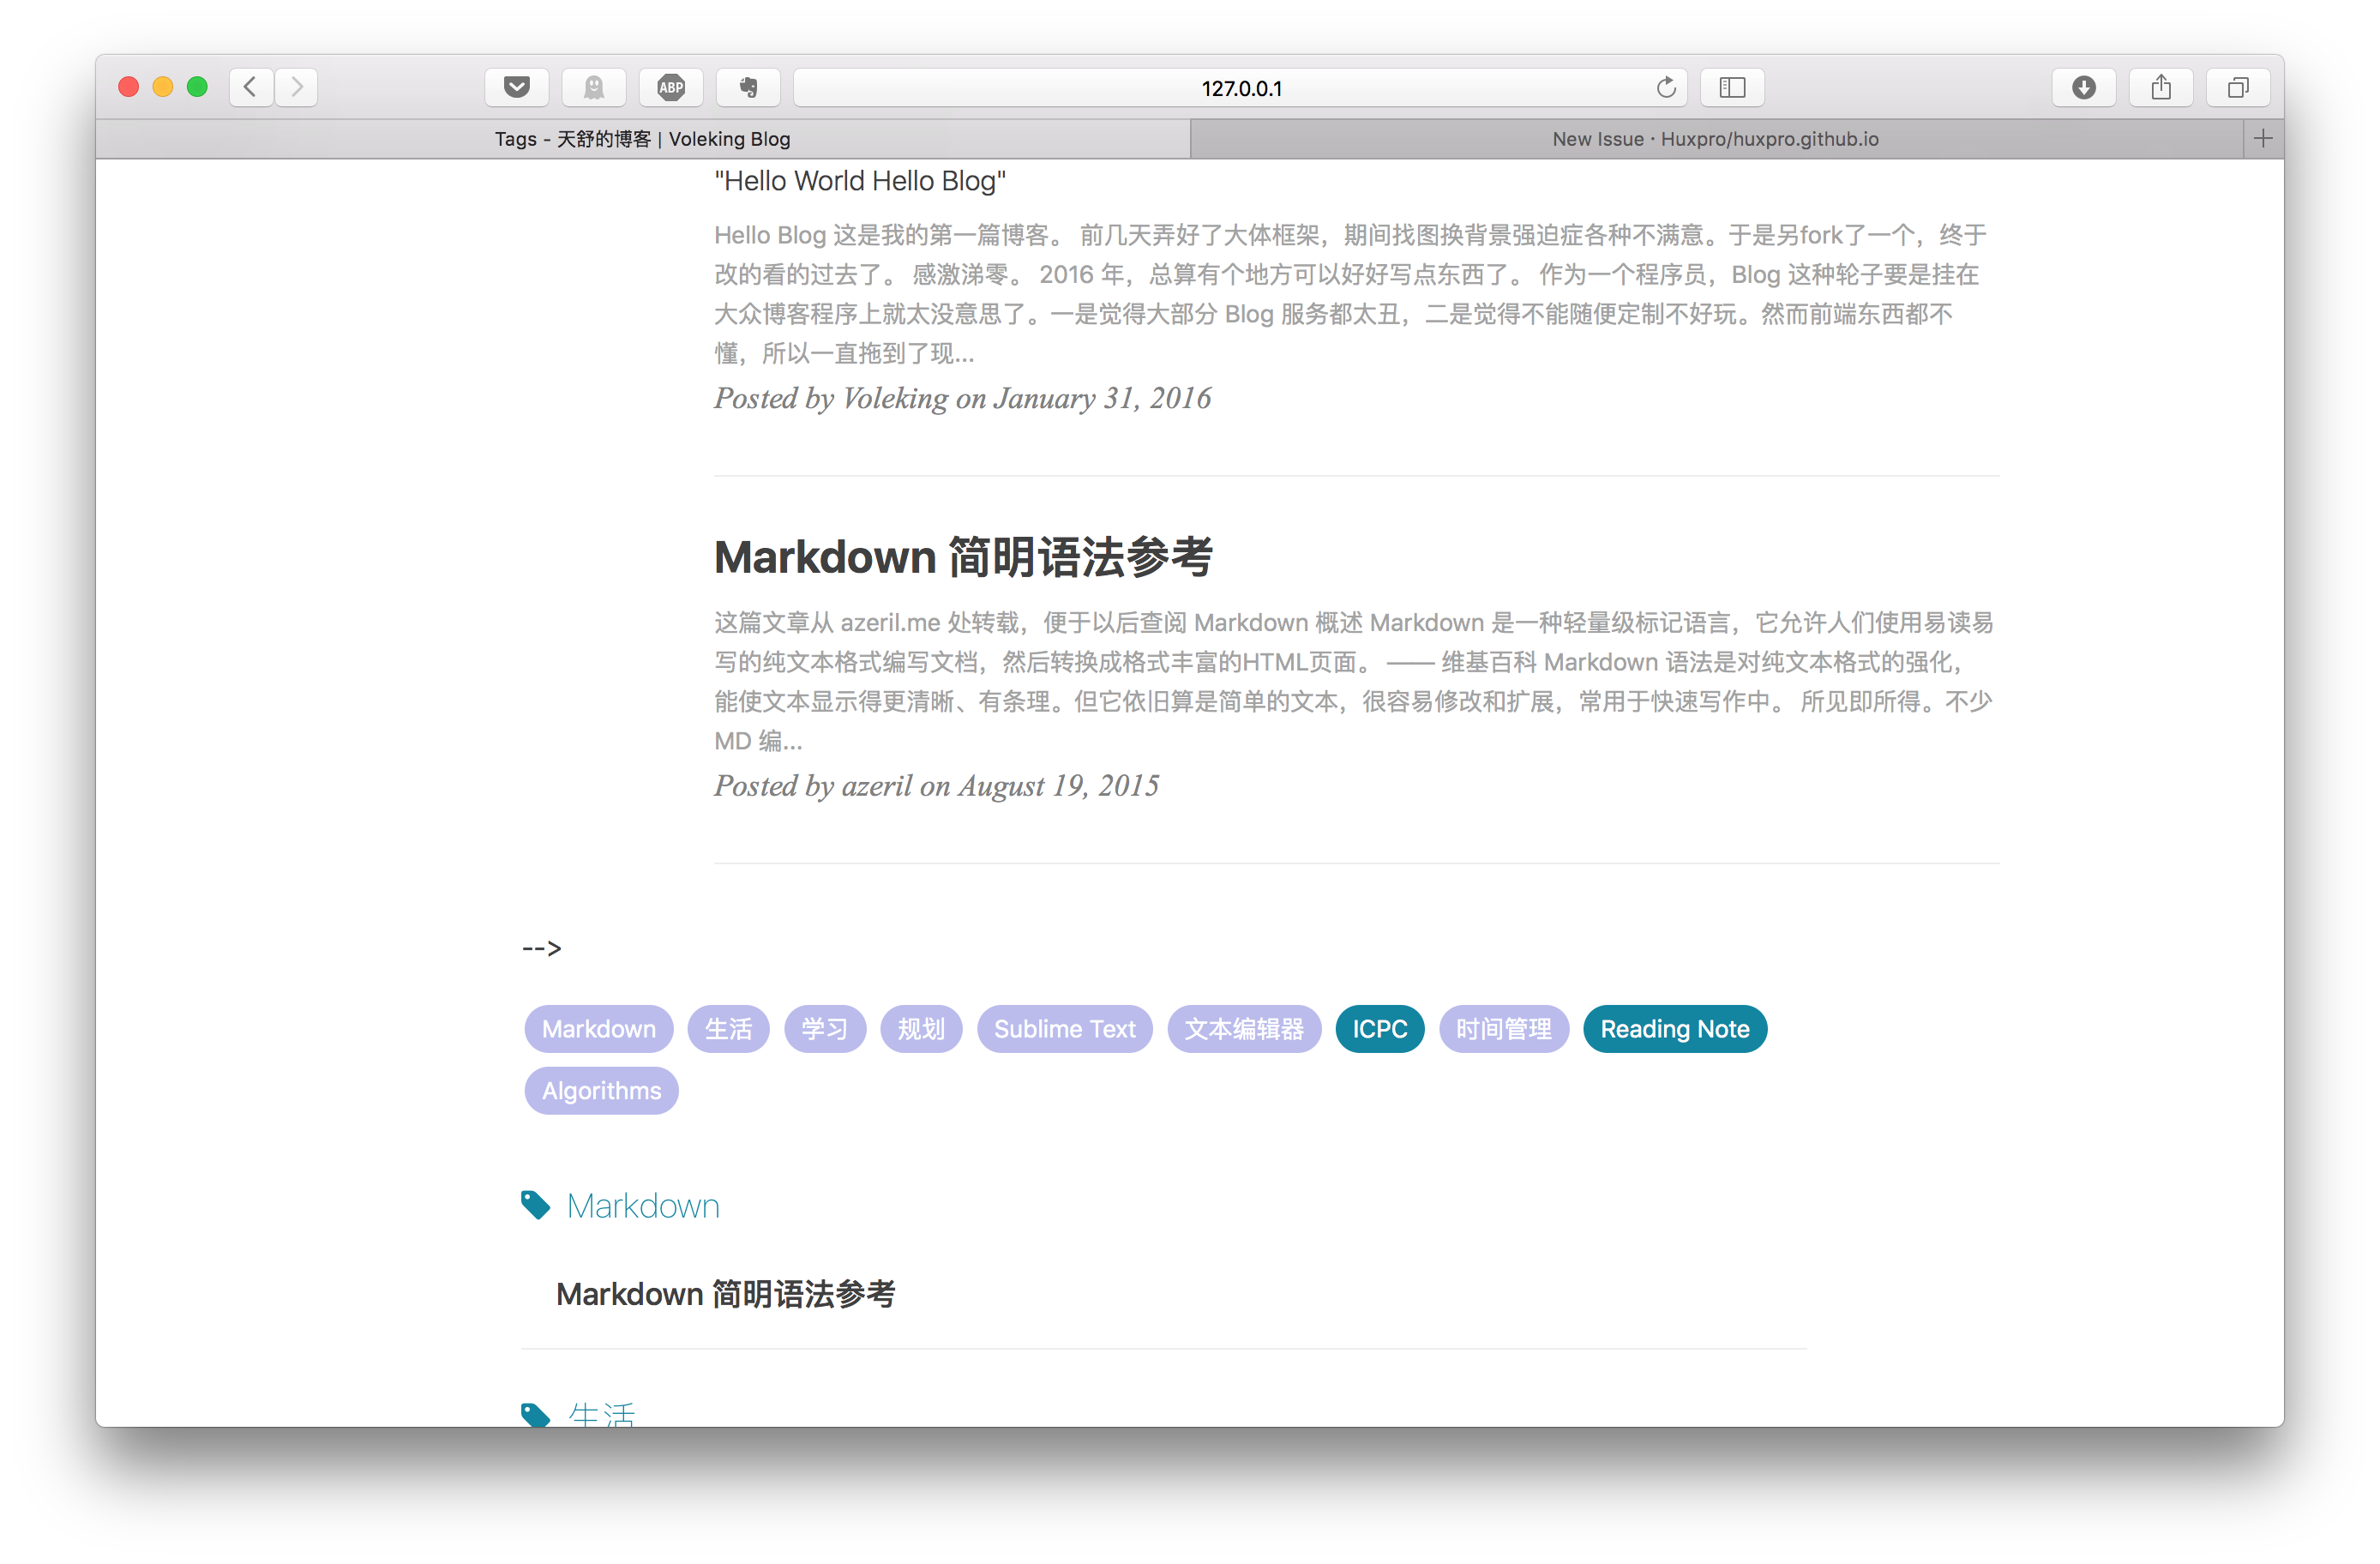 ABP
127.0.0.1
Tags - 天舒的博客 | Voleking Blog
New Issue · Huxpro/huxpro.github.io
"Hello World Hello Blog"
Hello Blog 这是我的第一篇博客。 前几天弄好了大体框架，期间找图换背景强迫症各种不满意。于是另fork了一个，终于
改的看的过去了。 感激涕零。 2016 年，总算有个地方可以好好写点东西了。 作为一个程序员，Blog 这种轮子要是挂在
大众博客程序上就太没意思了。一是觉得大部分 Blog 服务都太丑，二是觉得不能随便定制不好玩。然而前端东西都不
懂，所以一直拖到了现...
Posted by Voleking on January 31, 2016
Markdown 简明语法参考
这篇文章从 azeril.me 处转载，便于以后查阅 Markdown 概述 Markdown 是一种轻量级标记语言，它允许人们使用易读易
写的纯文本格式编写文档，然后转换成格式丰富的HTML页面。 —— 维基百科 Markdown 语法是对纯文本格式的强化，
能使文本显示得更清晰、有条理。但它依旧算是简单的文本，很容易修改和扩展，常用于快速写作中。 所见即所得。不少
MD 编...
Posted by azeril on August 19, 2015
-->
Markdown 生活 学习 规划 Sublime Text 文本编辑器 ICPC 时间管理 Reading Note
Algorithms
Markdown
Markdown 简明语法参考
生活